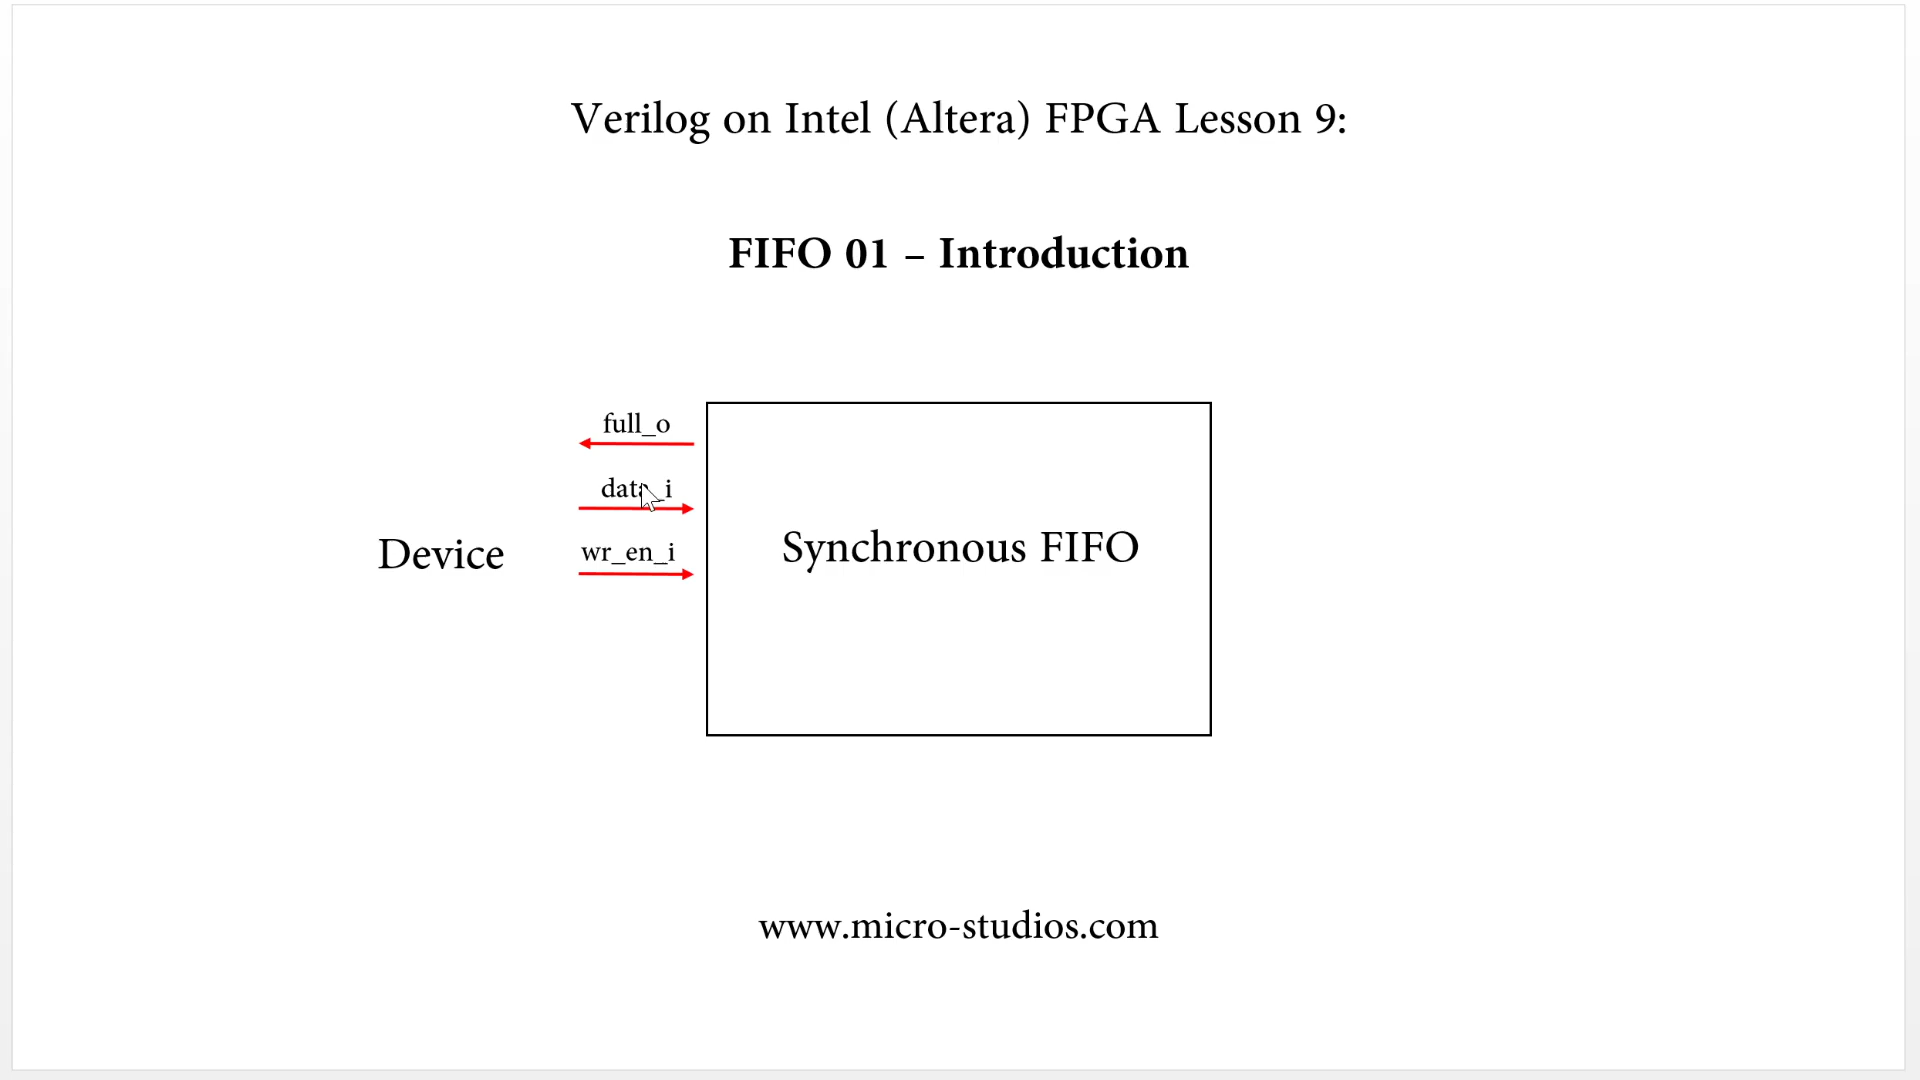 Verilog on Intel (Altera) FPGA Lesson 9:
FIFO 01 – Introduction
full_o
data_i
Device
wr_en_i
Synchronous FIFO
www.micro-studios.com